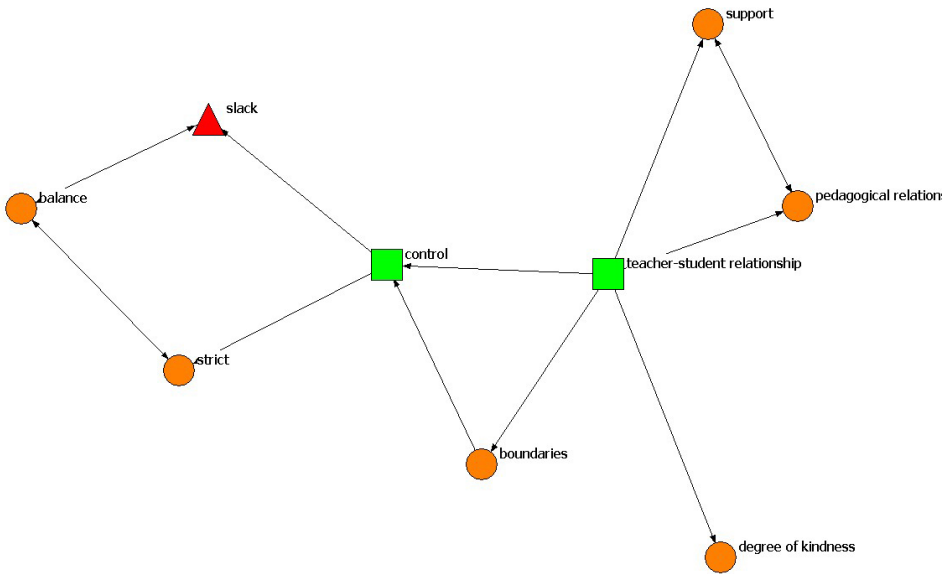 support
slack
balance
pedagogical relations
control
teacher-student relationship
strict
boundaries
degree of kindness